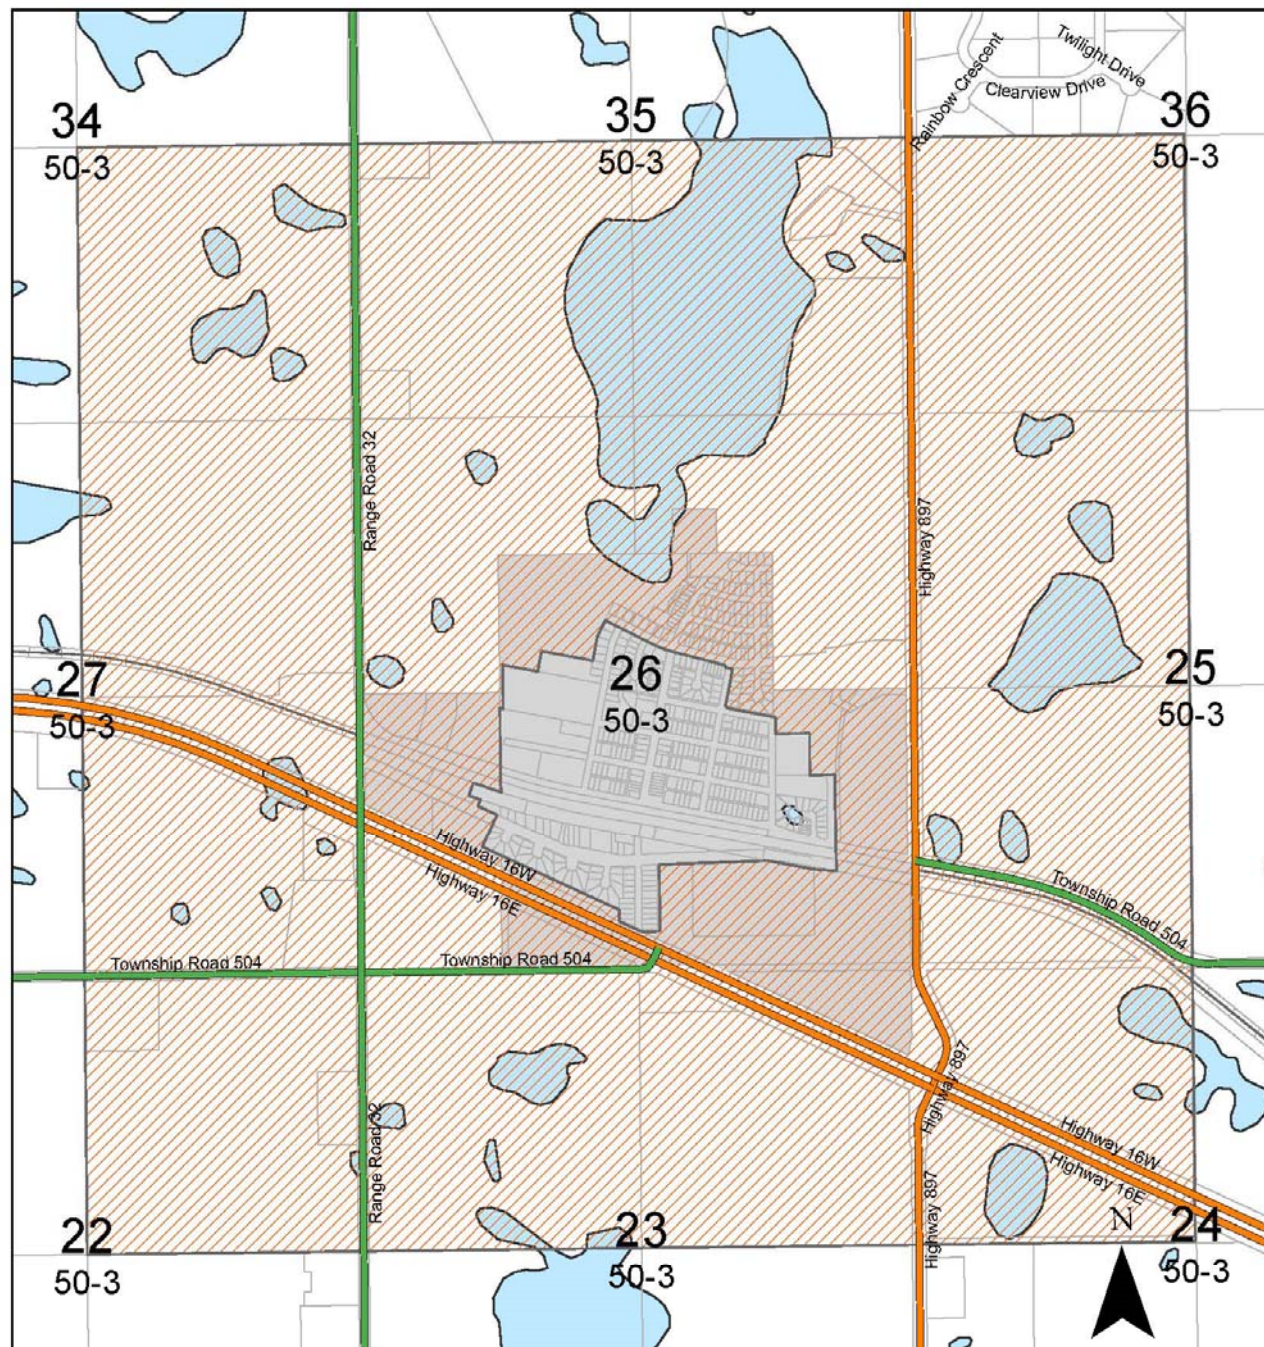 Rainbow Crescent
Twilight Drive
Clearview Drive
34
50-3
35
50-3
36
50-3
Range Road 32
Highway 897
27
50-3
26
50-3
25
50-3
Highway 16W
Highway 16E
Township Road 504
Township Road 504
Township Road 504
Highway 897
Range Road 32
Highway 16W
Highway 16E
Highway 897
N
22
50-3
23
50-3
24
50-3